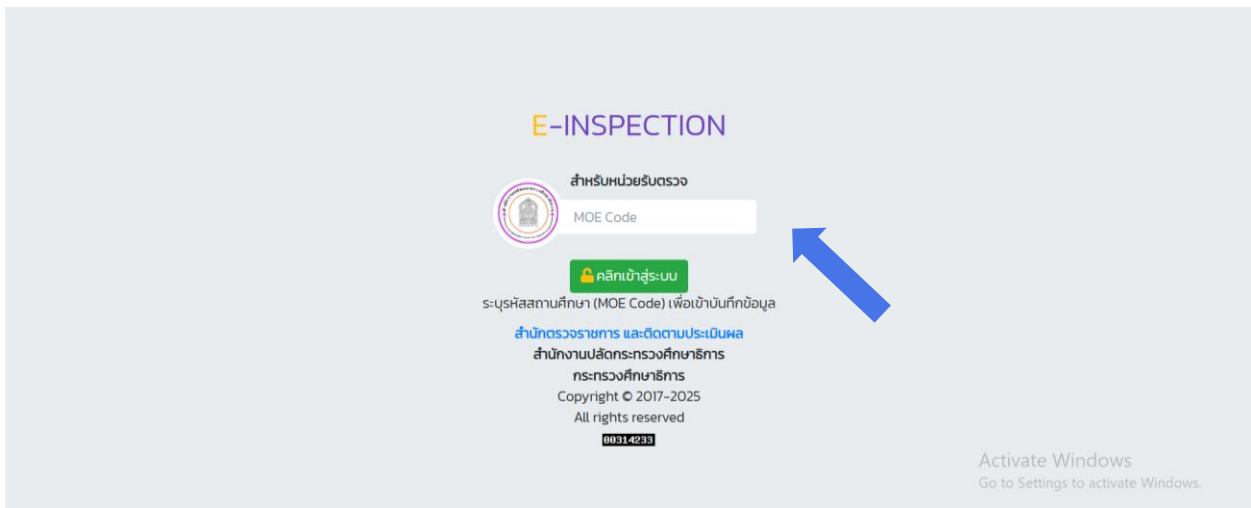 E-INSPECTION
สำหรับหน่วยรับตรวจ
MOE Code
คลิกเข้าสู่ระบบ
ระบุรหัสสถานศึกษา (MOE Code) เพื่อเข้าบันทึกข้อมูล
สำนักตรวจราชการ และติดตามประเมินผล
สำนักงานปลัดกระทรวงศึกษาธิการ
กระทรวงศึกษาธิการ
Copyright © 2017-2025
All rights reserved
00314233
Activate Windows
Go to Settings to activate Windows.